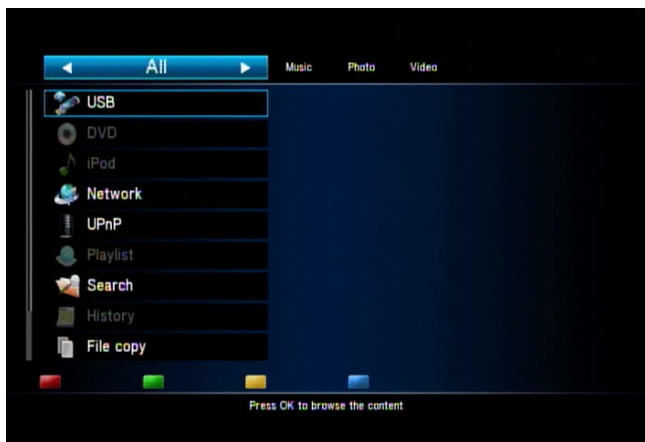 All Music Photo Video
USB
DVD
iPod
Network
UPnP
Playlist
Search
History
File copy
Press OK to browse the content